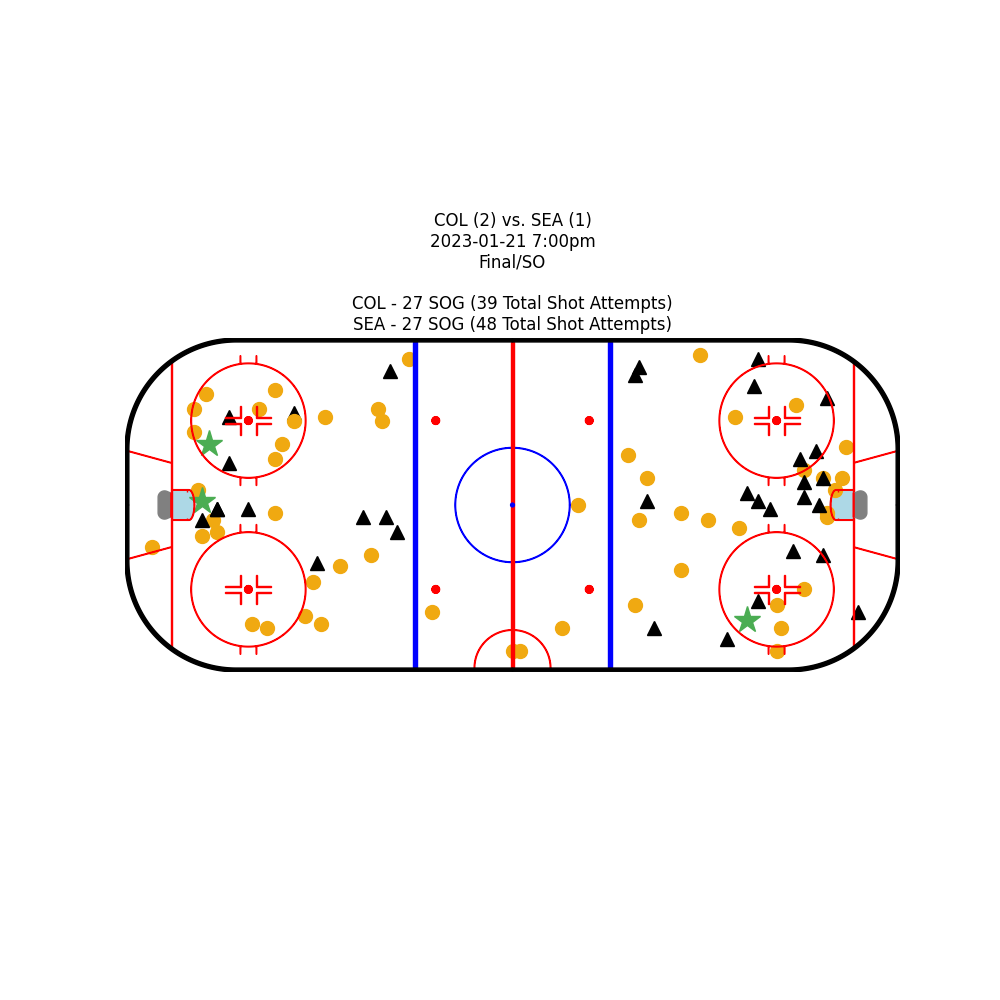 COL (2) vs. SEA (1)
2023-01-21 7:00pm
Final/SO
COL - 27 SOG (39 Total Shot Attempts)
SEA - 27 SOG (48 Total Shot Attempts)